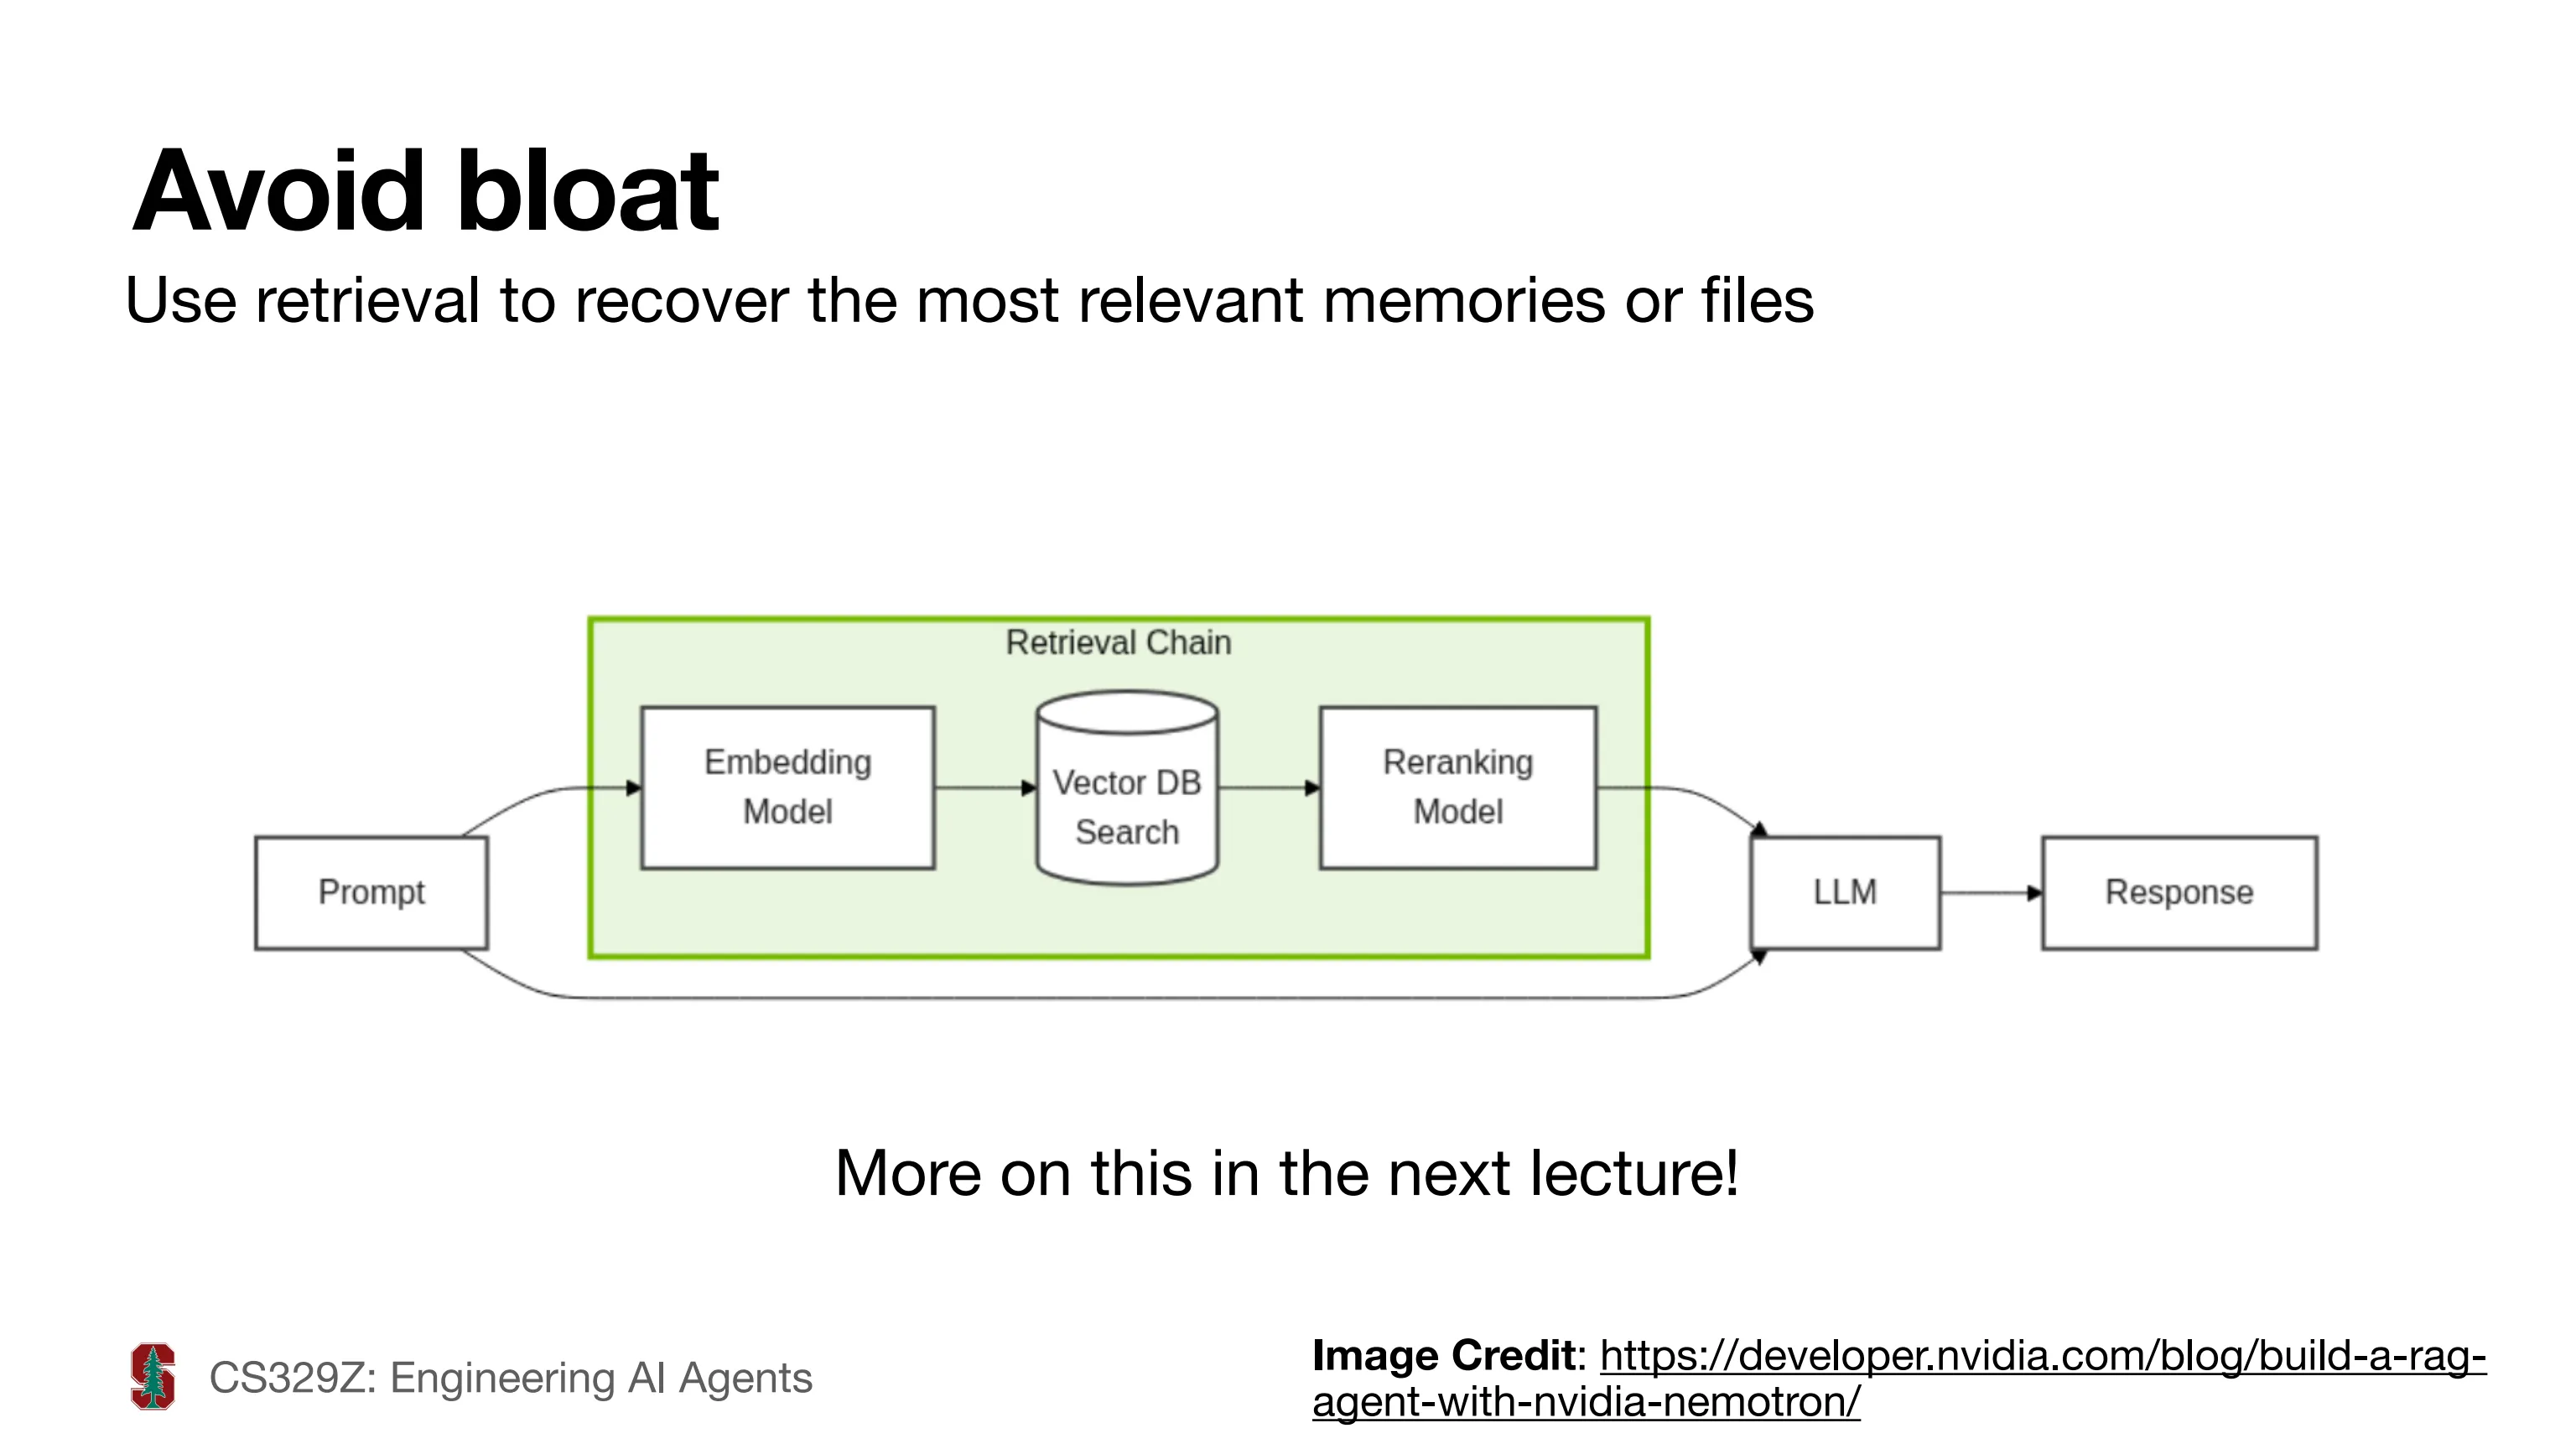 Avoid bloat
Use retrieval to recover the most relevant memories or files
Retrieval Chain
Embedding
Model
Vector DB
Search
Reranking
Model
Prompt
LLM
Response
More on this in the next lecture!
CS329Z: Engineering AI Agents
Image Credit: https://developer.nvidia.com/blog/build-a-rag-
agent-with-nvidia-nemotron/